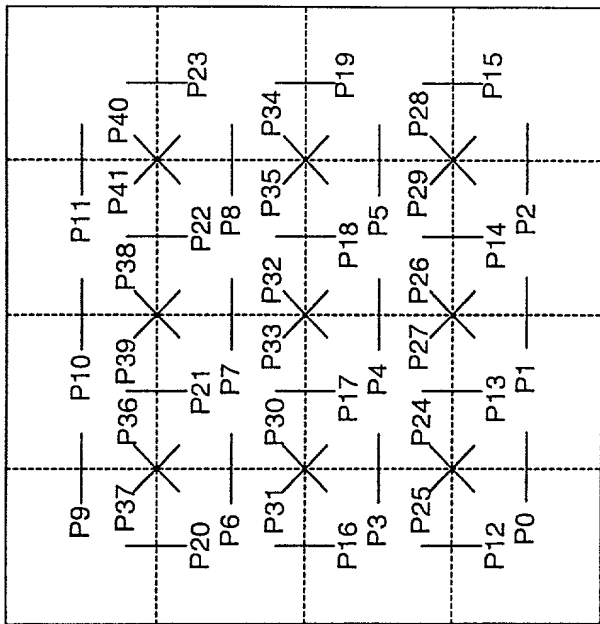 P23 P19 P15
P40 P34 P28
P41 P35 P29
P11 P22 P8 P18 P5 P14 P2
P38 P32 P26
P39 P33 P27
P10 P21 P7 P17 P4 P13 P1
P36 P30 P24
P37 P31 P25
P9 P20 P6 P16 P3 P12 P0